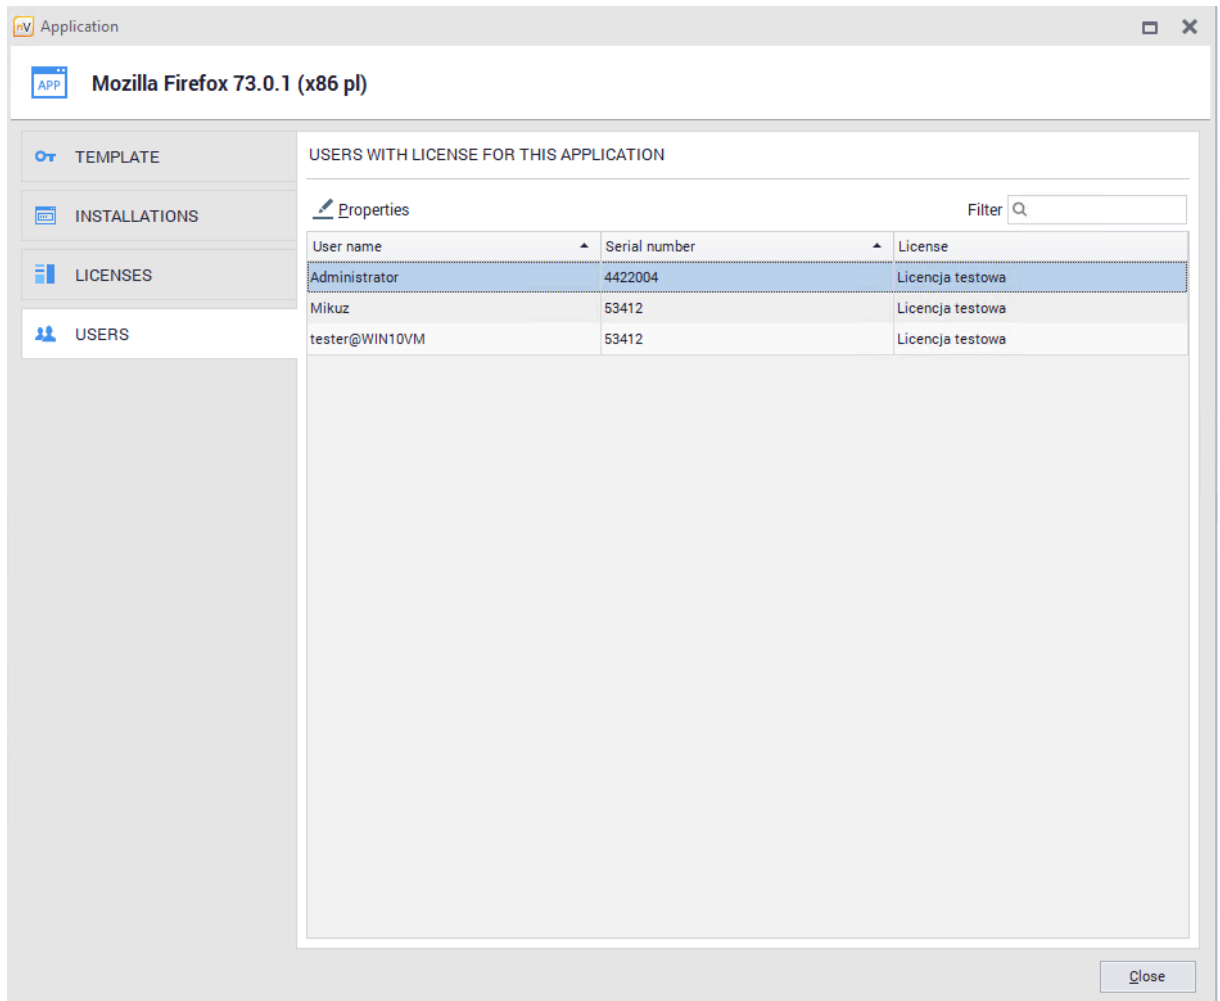 nV Application
APP Mozilla Firefox 73.0.1 (x86 pl)
TEMPLATE
INSTALLATIONS
LICENSES
USERS
USERS WITH LICENSE FOR THIS APPLICATION
Properties Filter
User name Serial number License
Administrator 4422004 Licencja testowa
Mikuz 53412 Licencja testowa
tester@WIN10VM 53412 Licencja testowa
Close